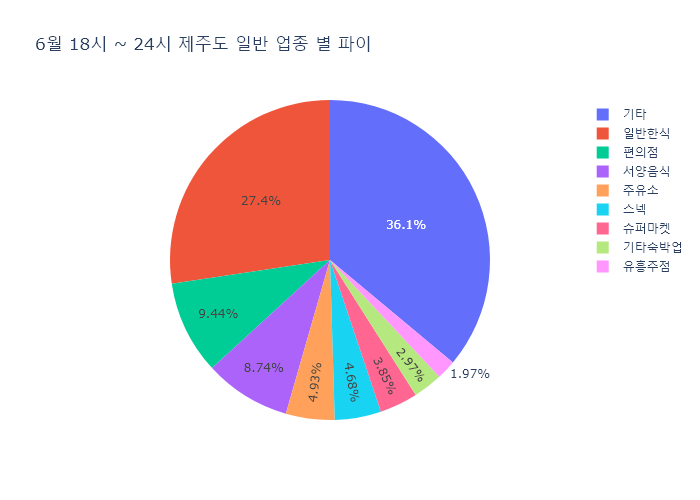 6월 18시 ~ 24시 제주도 일반 업종 별 파이
기타
일반한식
편의점
서양음식
주유소
스넥
슈퍼마켓
기타숙박업
유흥주점
36.1%
27.4%
9.44%
8.74%
4.93%
4.68%
3.85%
2.97%
1.97%